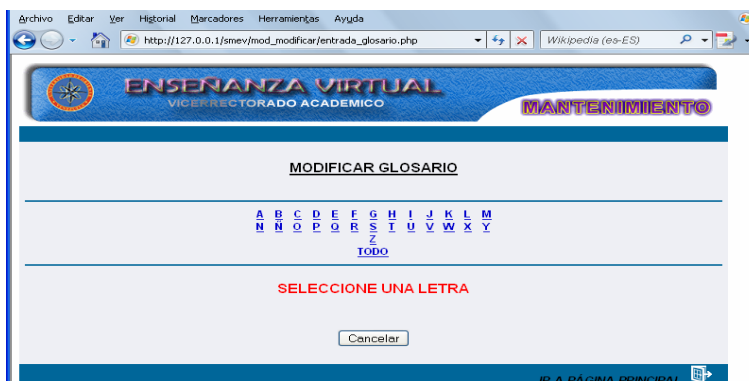 Archivo Editar Ver Historial Marcadores Herramientas Ayuda
http://127.0.0.1/smev/mod_modificar/entrada_glosario.php Wikipedia (es-ES)
ENSEÑANZA VIRTUAL
VICERRECTORADO ACADEMICO
MANTENIMIENTO
MODIFICAR GLOSARIO
A B C D E F G H I J K L M
N Ñ O P Q R S T U V W X Y
Z
TODO
SELECCIONE UNA LETRA
Cancelar
IR A PÁGINA PRINCIPAL